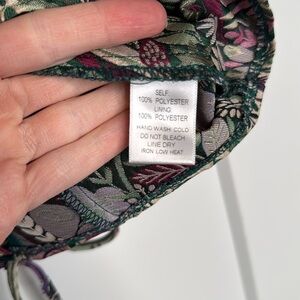 SELF
100% POLYESTER
LINING
100% POLYESTER
HAND WASH COLD
DO NOT BLEACH
LINE DRY
IRON LOW HEAT